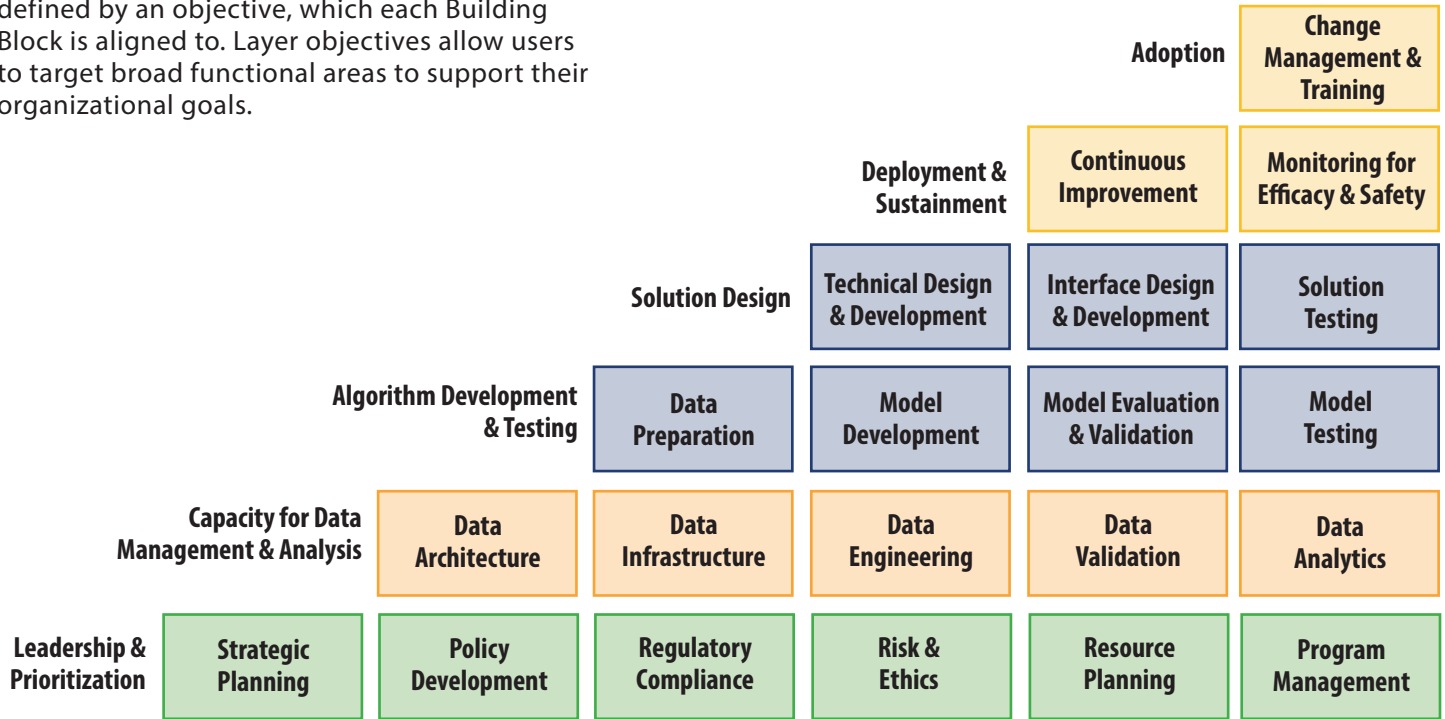 defined by an objective, which each Building
Block is aligned to. Layer objectives allow users
to target broad functional areas to support their
organizational goals.
Adoption
Change
Management &
Training
Deployment &
Sustainment
Continuous
Improvement
Monitoring for
Efficacy & Safety
Solution Design
Technical Design
& Development
Interface Design
& Development
Solution
Testing
Algorithm Development
& Testing
Data
Preparation
Model
Development
Model Evaluation
& Validation
Model
Testing
Capacity for Data
Management & Analysis
Data
Architecture
Data
Infrastructure
Data
Engineering
Data
Validation
Data
Analytics
Leadership &
Prioritization
Strategic
Planning
Policy
Development
Regulatory
Compliance
Risk &
Ethics
Resource
Planning
Program
Management